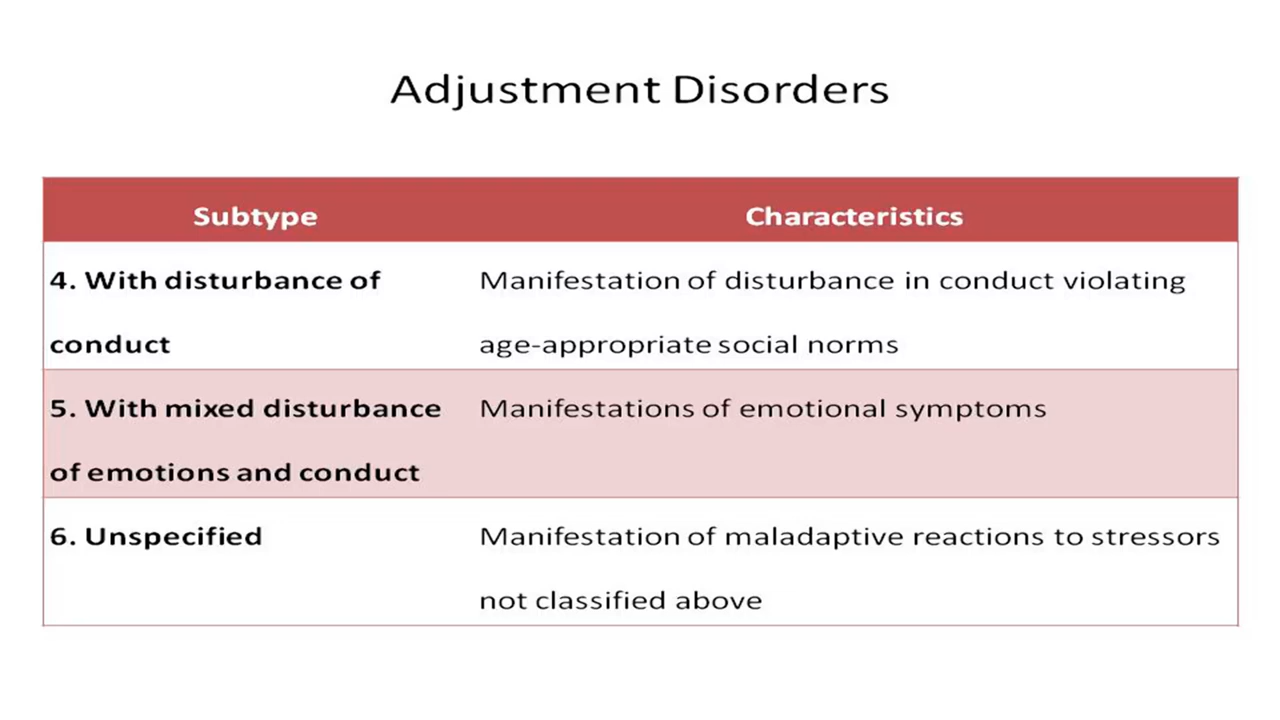 Adjustment Disorders
Subtype
Characteristics
4. With disturbance of
conduct
Manifestation of disturbance in conduct violating
age-appropriate social norms
5. With mixed disturbance
of emotions and conduct
Manifestations of emotional symptoms
6. Unspecified
Manifestation of maladaptive reactions to stressors
not classified above